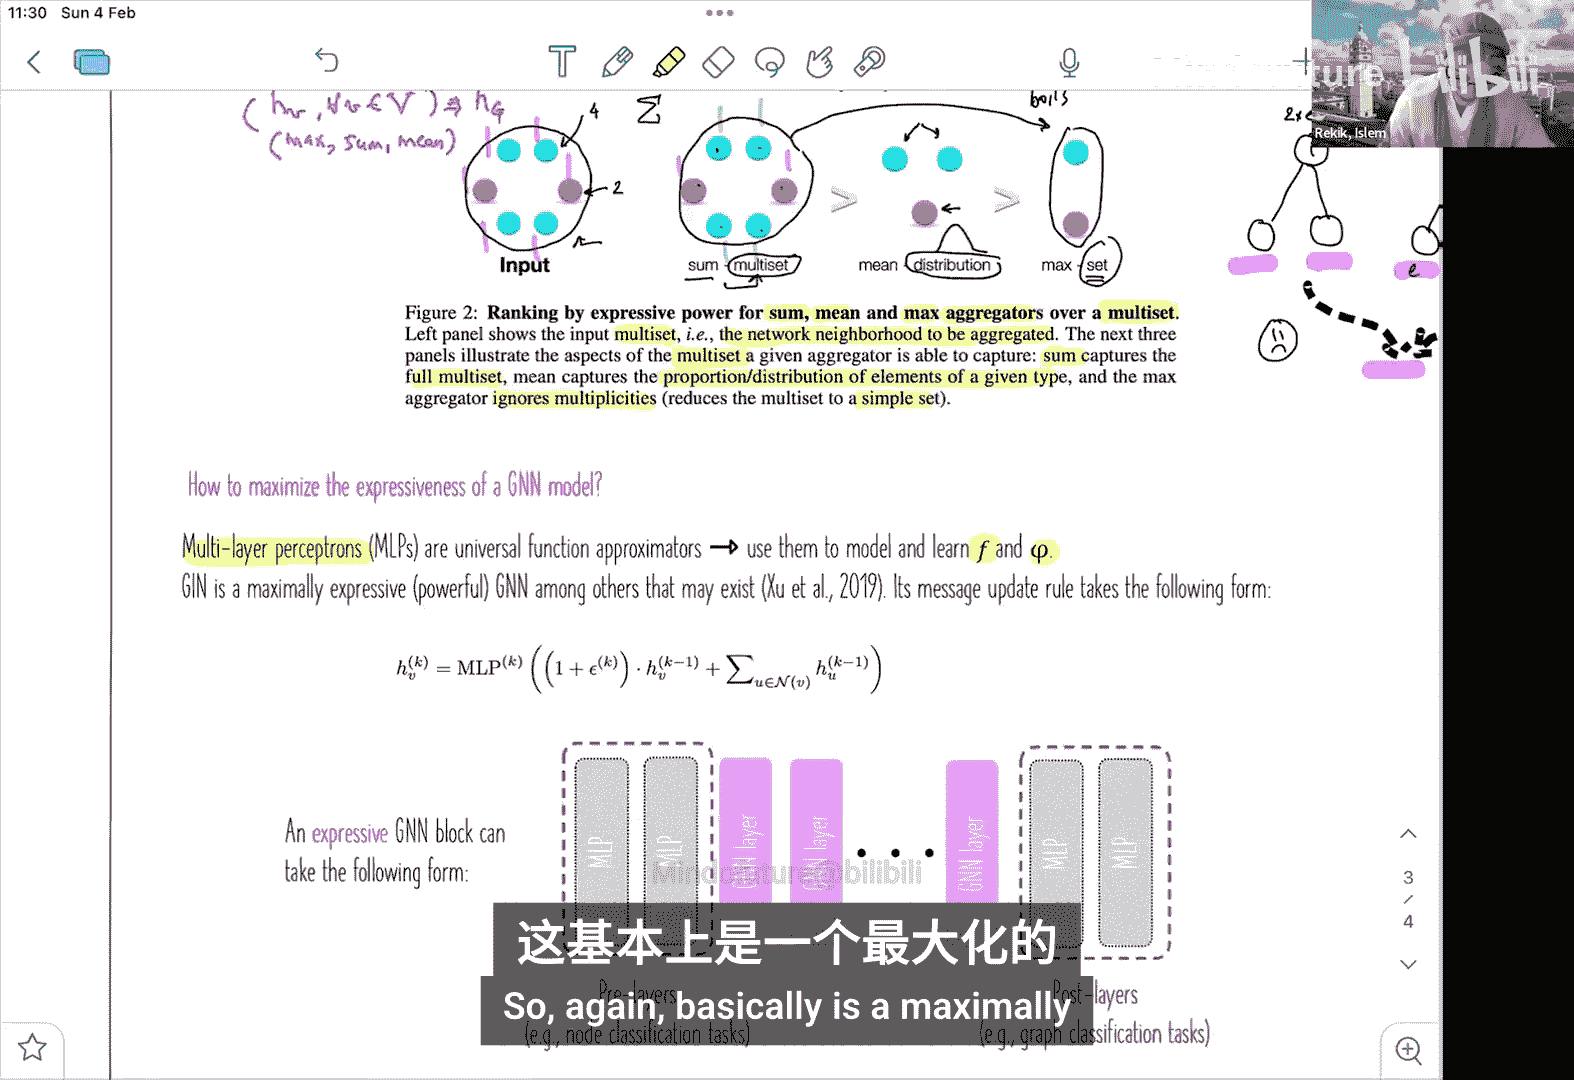 11:30 Sun 4 Feb
bilibili
Rekik, Islem
(hv, ∀v∈V) ⇒ hG
(max, sum, mean)
4
2
Σ
Input
sum - multiset
mean - distribution
max - set
e
Figure 2: Ranking by expressive power for sum, mean and max aggregators over a multiset.
Left panel shows the input multiset, i.e., the network neighborhood to be aggregated. The next three
panels illustrate the aspects of the multiset a given aggregator is able to capture: sum captures the
full multiset, mean captures the proportion/distribution of elements of a given type, and the max
aggregator ignores multiplicities (reduces the multiset to a simple set).
How to maximize the expressiveness of a GNN model?
Multi-layer perceptrons (MLPs) are universal function approximators → use them to model and learn f and φ.
GIN is a maximally expressive (powerful) GNN among others that may exist (Xu et al., 2019). Its message update rule takes the following form:
h_v^(k) = MLP^(k) ( (1 + ϵ^(k)) · h_v^(k−1) + ∑_{u∈N(v)} h_u^(k−1) )
An expressive GNN block can
take the following form:
MLP
MLP
GNN layer
GNN layer
GNN layer
MLP
MLP
3
4
这基本上是一个最大化的
So, again, basically is a maximally
Pre-layers
Post-layers
(e.g., node classification tasks)
(e.g., graph classification tasks)